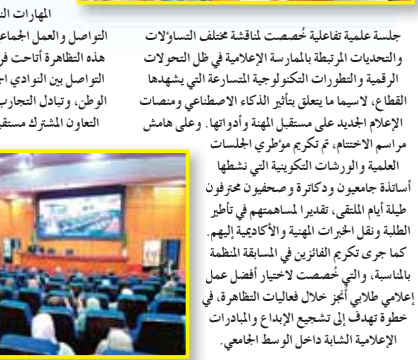 جلسة علمية تفاعلية خُصصت لمناقشة مختلف التساؤلات
والتحديات المرتبطة بالممارسة الإعلامية في ظل التحولات
الرقمية والتطورات التكنولوجية المتسارعة التي يشهدها
القطاع، لاسيما ما يتعلق بتأثير الذكاء الاصطناعي ومنصات
الإعلام الجديد على مستقبل المهنة وأدواتها. وعلى هامش
مراسم الاختتام، تم تكريم مؤطري الجلسات
العلمية والورشات التكوينية التي نشطها
أساتذة جامعيون ودكاترة وصحفيون محترفون
طيلة أيام الملتقى، تقديرا لمساهمتهم في تأطير
الطلبة ونقل الخبرات المهنية والأكاديمية إليهم.
كما جرى تكريم الفائزين في المسابقة المنظمة
بالمناسبة، والتي خُصصت لاختيار أفضل عمل
إعلامي طلابي أنجز خلال فعاليات التظاهرة، في
خطوة تهدف إلى تشجيع الإبداع والمبادرات
الإعلامية الشابة داخل الوسط الجامعي.
المهارات
التواصل والعمل
هذه التظاهرة أتاحت
التواصل بين النوادي
الوطن، وتبادل التجارب
التعاون المشترك